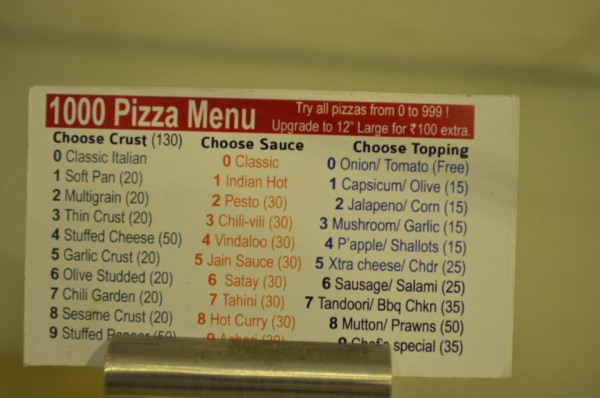 1000 Pizza Menu
Try all pizzas from 0 to 999 !
Upgrade to 12" Large for ₹100 extra.
Choose Crust (130)
0 Classic Italian
1 Soft Pan (20)
2 Multigrain (20)
3 Thin Crust (20)
4 Stuffed Cheese (50)
5 Garlic Crust (20)
6 Olive Studded (20)
7 Chili Garden (20)
8 Sesame Crust (20)
9 Stuffed
Choose Sauce
0 Classic
1 Indian Hot
2 Pesto (30)
3 Chili-vili (30)
4 Vindaloo (30)
5 Jain Sauce (30)
6 Satay (30)
7 Tahini (30)
8 Hot Curry (30)
Choose Topping
0 Onion/ Tomato (Free)
1 Capsicum/ Olive (15)
2 Jalapeno/ Corn (15)
3 Mushroom/ Garlic (15)
4 P'apple/ Shallots (15)
5 Xtra cheese/ Chdr (25)
6 Sausage/ Salami (25)
7 Tandoori/ Bbq Chkn (35)
8 Mutton/ Prawns (50)
9 Chef's special (35)